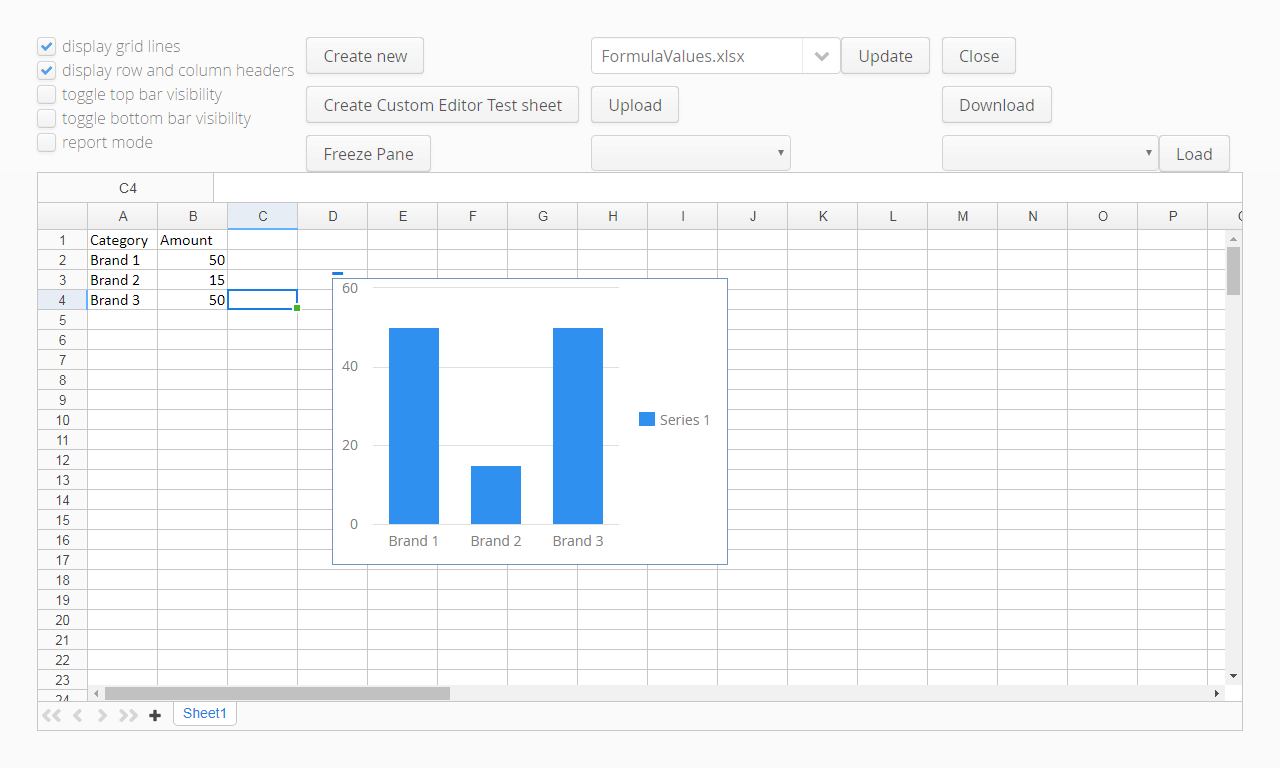 display grid lines
display row and column headers
toggle top bar visibility
toggle bottom bar visibility
report mode
Create new
FormulaValues.xlsx
Update
Close
Create Custom Editor Test sheet
Upload
Download
Freeze Pane
Load
C4
A B C D E F G H I J K L M N O P
1 Category Amount
2 Brand 1 50
3 Brand 2 15
4 Brand 3 50
5
6
7
8
9
10
11
12
13
14
15
16
17
18
19
20
21
22
23
24
60
40
20
0
Brand 1 Brand 2 Brand 3
Series 1
Sheet1